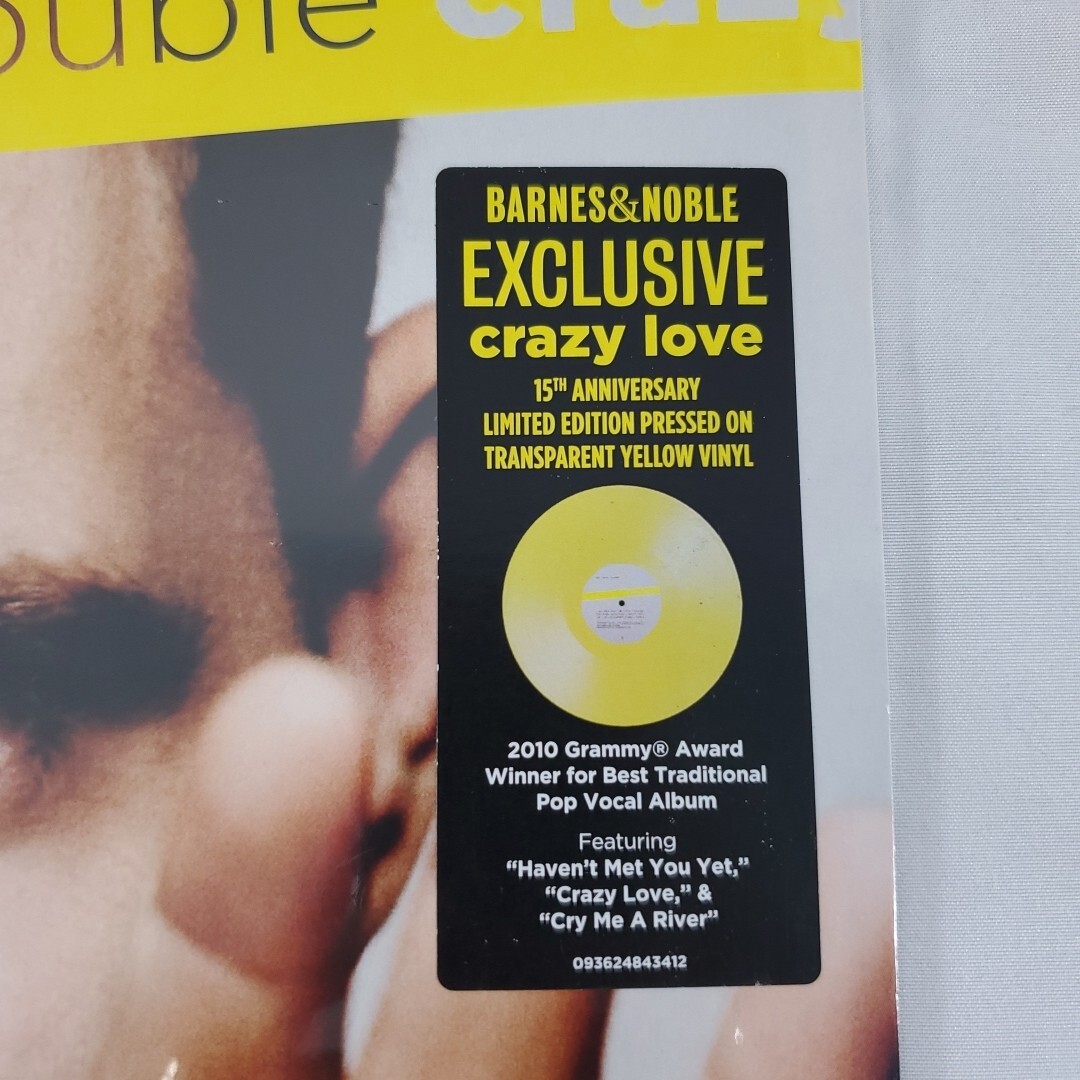 BARNES&NOBLE
EXCLUSIVE
crazy love
15TH ANNIVERSARY
LIMITED EDITION PRESSED ON
TRANSPARENT YELLOW VINYL
2010 Grammy® Award
Winner for Best Traditional
Pop Vocal Album
Featuring
“Haven’t Met You Yet,”
“Crazy Love,” &
“Cry Me A River”
093624843412